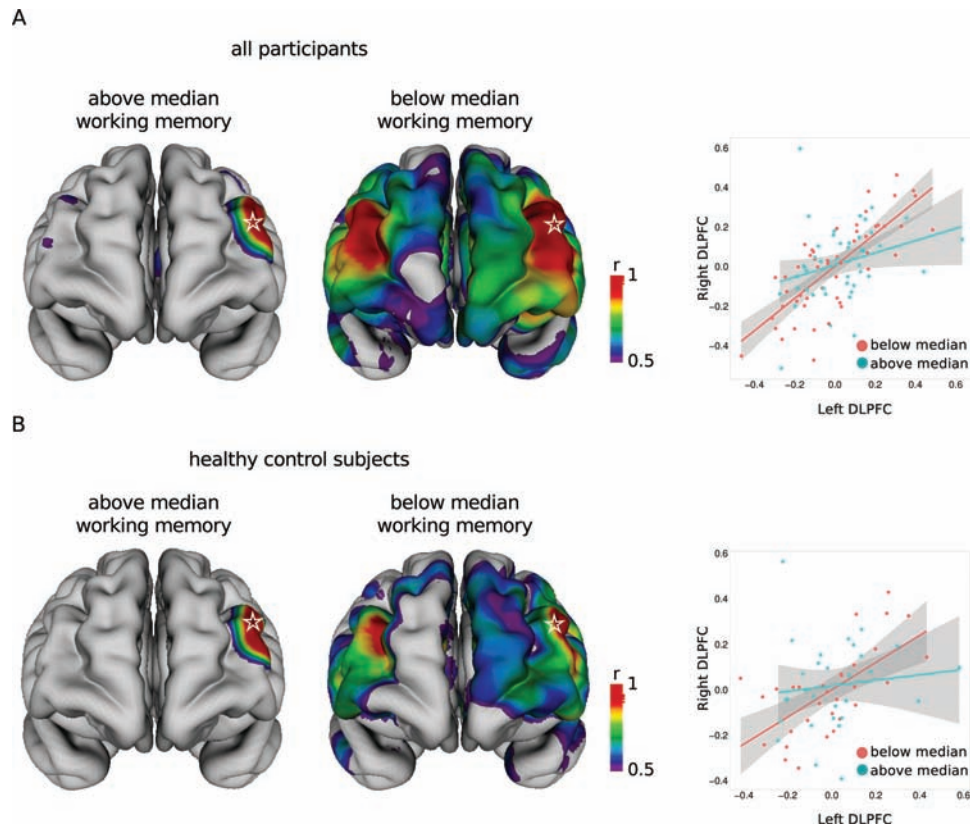 A
all participants
above median
working memory
below median
working memory
r
1
0.5
0.6
0.4
0.2
0.0
−0.2
−0.4
Right DLPFC
below median
above median
−0.4
−0.2
0.0
0.2
0.4
0.6
Left DLPFC
B
healthy control subjects
above median
working memory
below median
working memory
r
1
0.5
0.6
0.4
0.2
0.0
−0.2
−0.4
Right DLPFC
below median
above median
−0.4
−0.2
0.0
0.2
0.4
0.6
Left DLPFC